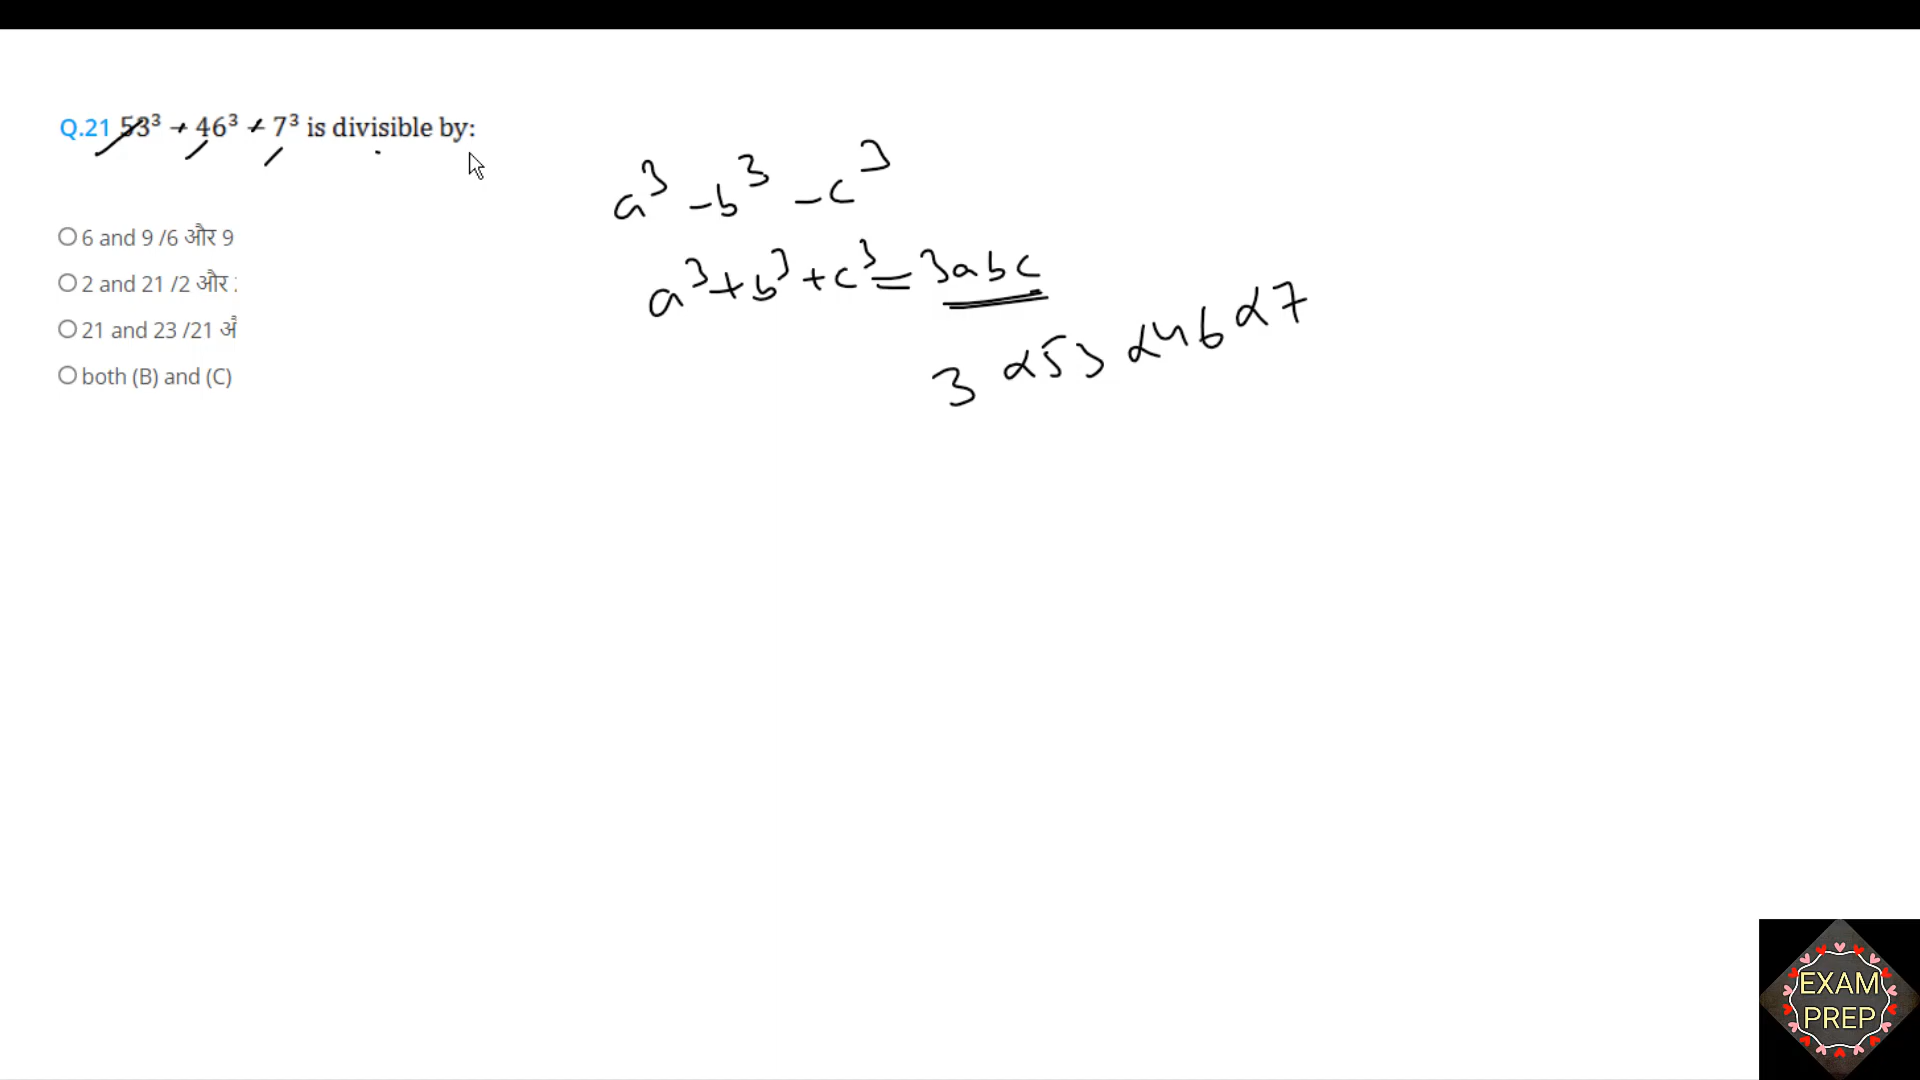 Q.21 53³ + 46³ + 7³ is divisible by:
6 and 9 /6 और 9
2 and 21 /2 और
21 and 23 /21
both (B) and (C)
a³ - b³ - c³
a³ + b³ + c³ = 3abc
3 x 53 x 46 x 7
EXAM
PREP